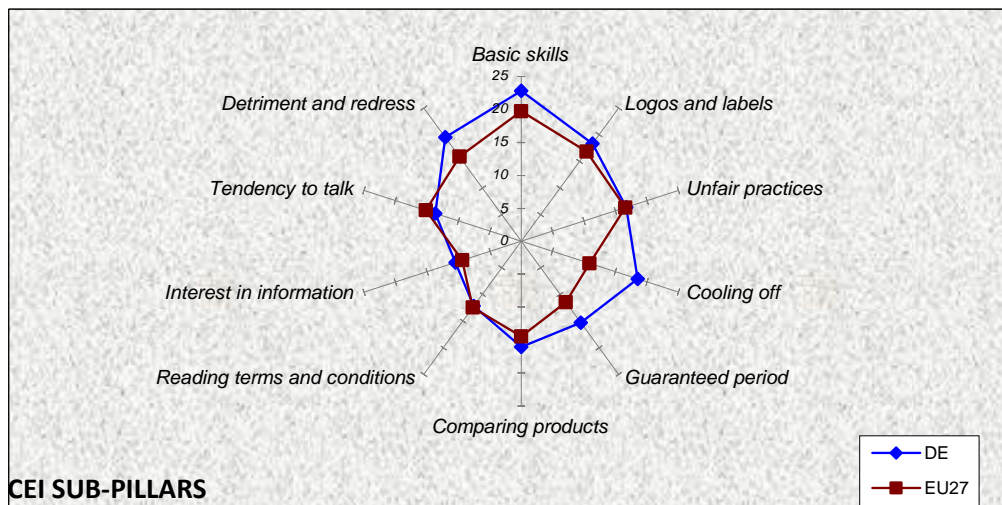 Basic skills
25
Detriment and redress
Logos and labels
20
15
10
Tendency to talk
Unfair practices
5
0
Interest in information
Cooling off
Reading terms and conditions
Guaranteed period
Comparing products
DE
EU27
CEI SUB-PILLARS